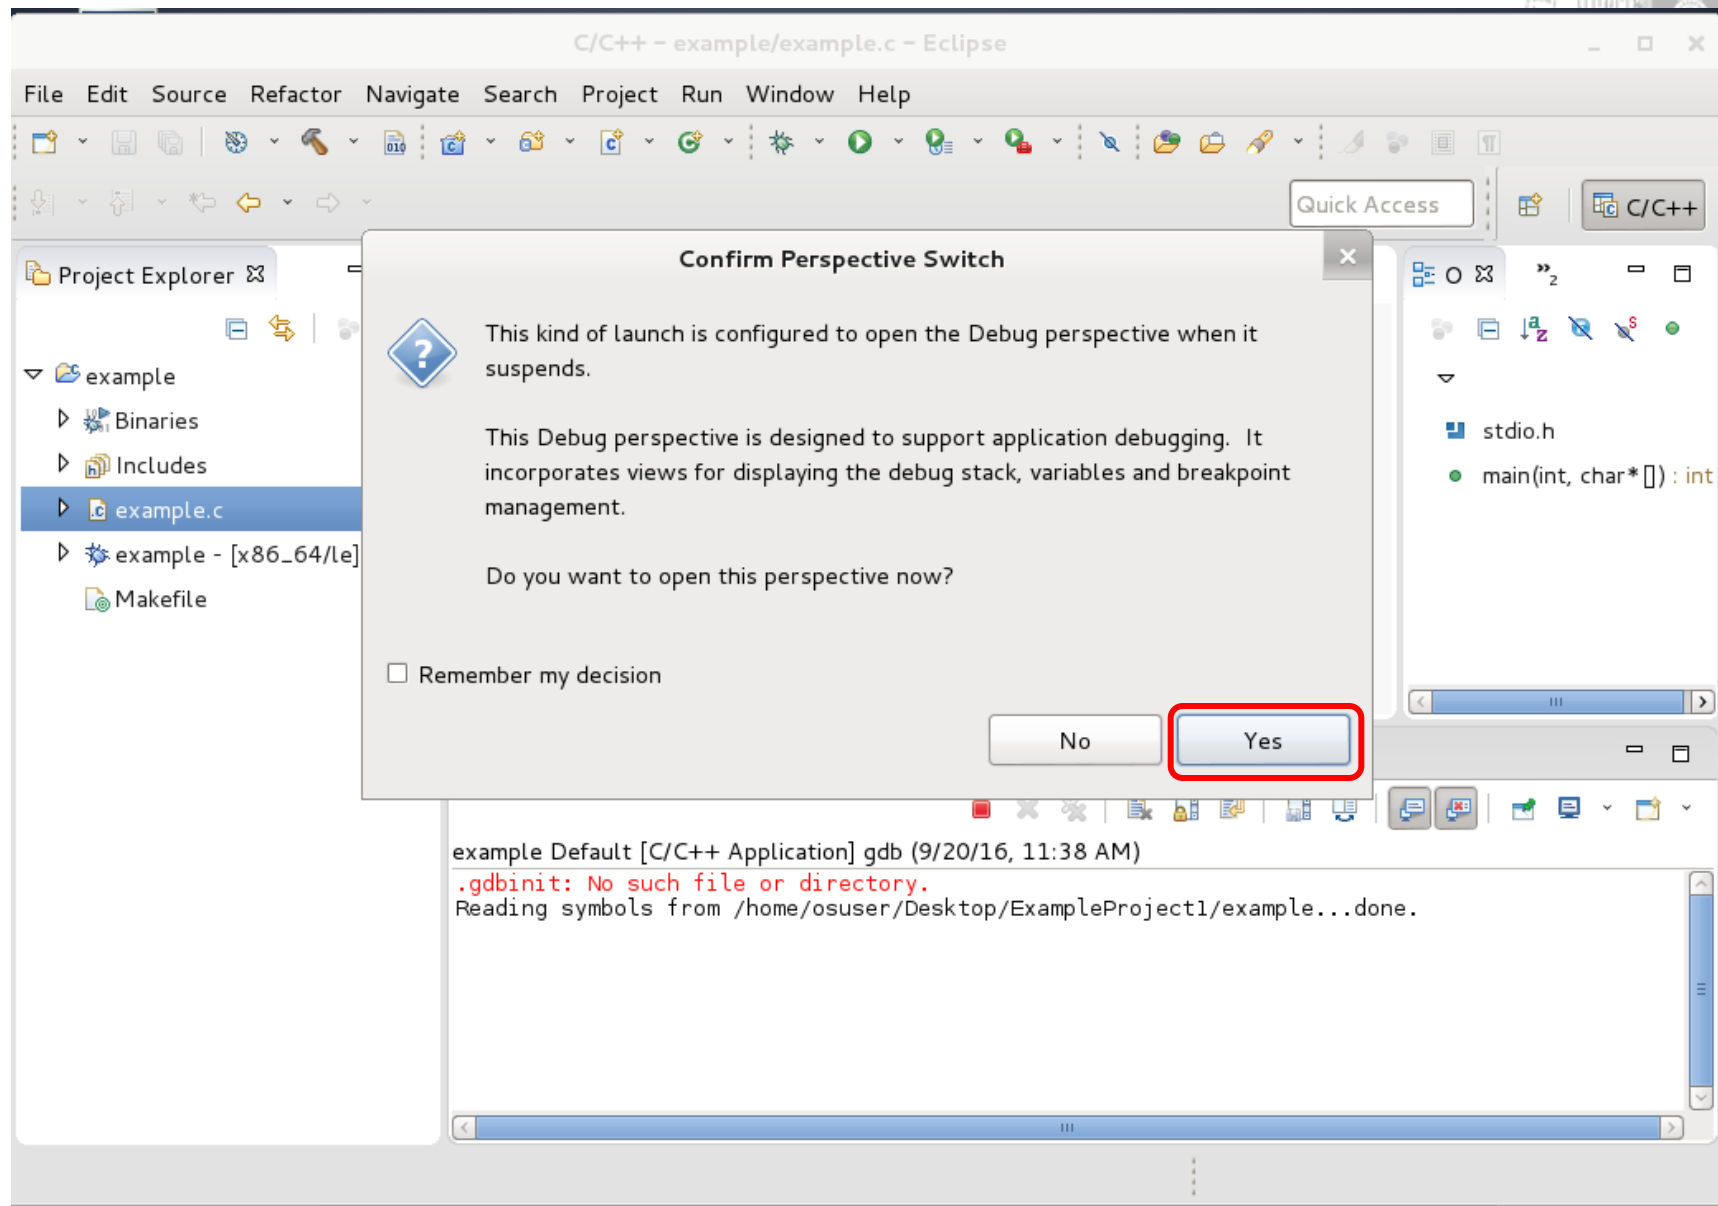 C/C++ – example/example.c – Eclipse
File Edit Source Refactor Navigate Search Project Run Window Help
Quick Access
C/C++
Project Explorer
Confirm Perspective Switch
O
»2
This kind of launch is configured to open the Debug perspective when it
suspends.
example
Binaries
This Debug perspective is designed to support application debugging. It
stdio.h
Includes
incorporates views for displaying the debug stack, variables and breakpoint
main(int, char*[]) : int
example.c
management.
example - [x86_64/le]
Do you want to open this perspective now?
Makefile
Remember my decision
No
Yes
example Default [C/C++ Application] gdb (9/20/16, 11:38 AM)
.gdbinit: No such file or directory.
Reading symbols from /home/osuser/Desktop/ExampleProject1/example...done.